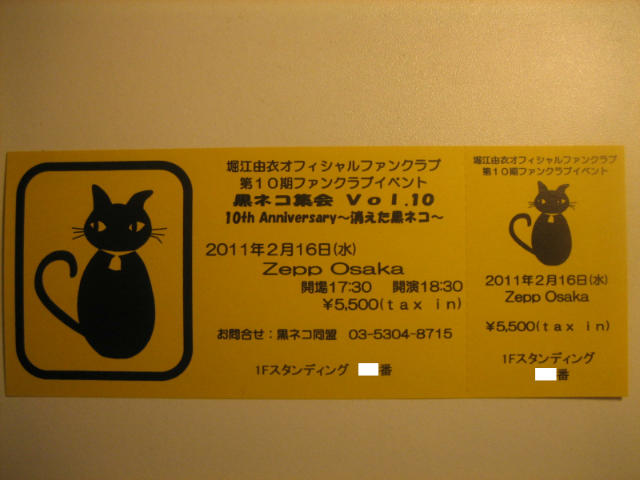 堀江由衣オフィシャルファンクラブ
第10期ファンクラブイベント
黒ネコ集会 Vol.10
10th Anniversary~消えた黒ネコ~
2011年2月16日(水)
Zepp Osaka
開場17:30 開演18:30
¥5,500(tax in)
お問合せ:黒ネコ同盟 03-5304-8715
1Fスタンディング 番
堀江由衣オフィシャルファンクラブ
第10期ファンクラブイベント
2011年2月16日(水)
Zepp Osaka
¥5,500(tax in)
1Fスタンディング
番